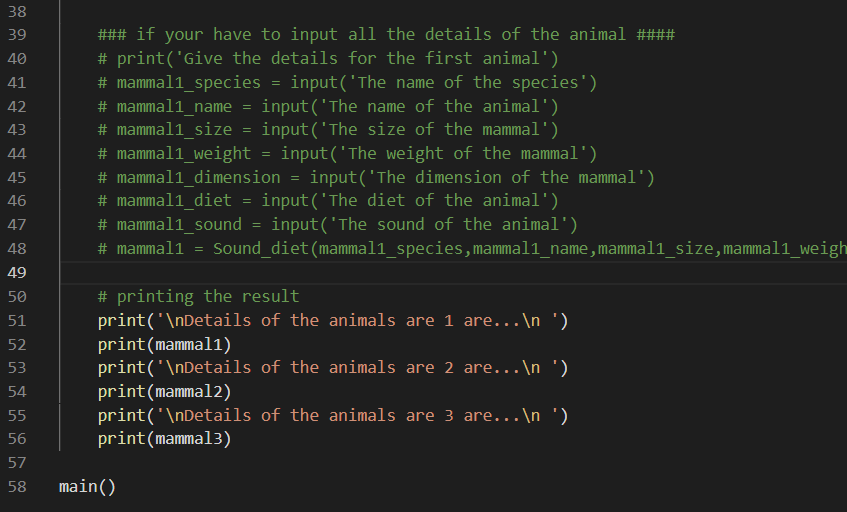 38
39 ### if your have to input all the details of the animal ####
40 # print('Give the details for the first animal')
41 # mammal1_species = input('The name of the species')
42 # mammal1_name = input('The name of the animal')
43 # mammal1_size = input('The size of the mammal')
44 # mammal1_weight = input('The weight of the mammal')
45 # mammal1_dimension = input('The dimension of the mammal')
46 # mammal1_diet = input('The diet of the animal')
47 # mammal1_sound = input('The sound of the animal')
48 # mammal1 = Sound_diet(mammal1_species,mammal1_name,mammal1_size,mammal1_weigh
49
50 # printing the result
51 print('\nDetails of the animals are 1 are...\n ')
52 print(mammal1)
53 print('\nDetails of the animals are 2 are...\n ')
54 print(mammal2)
55 print('\nDetails of the animals are 3 are...\n ')
56 print(mammal3)
57
58 main()